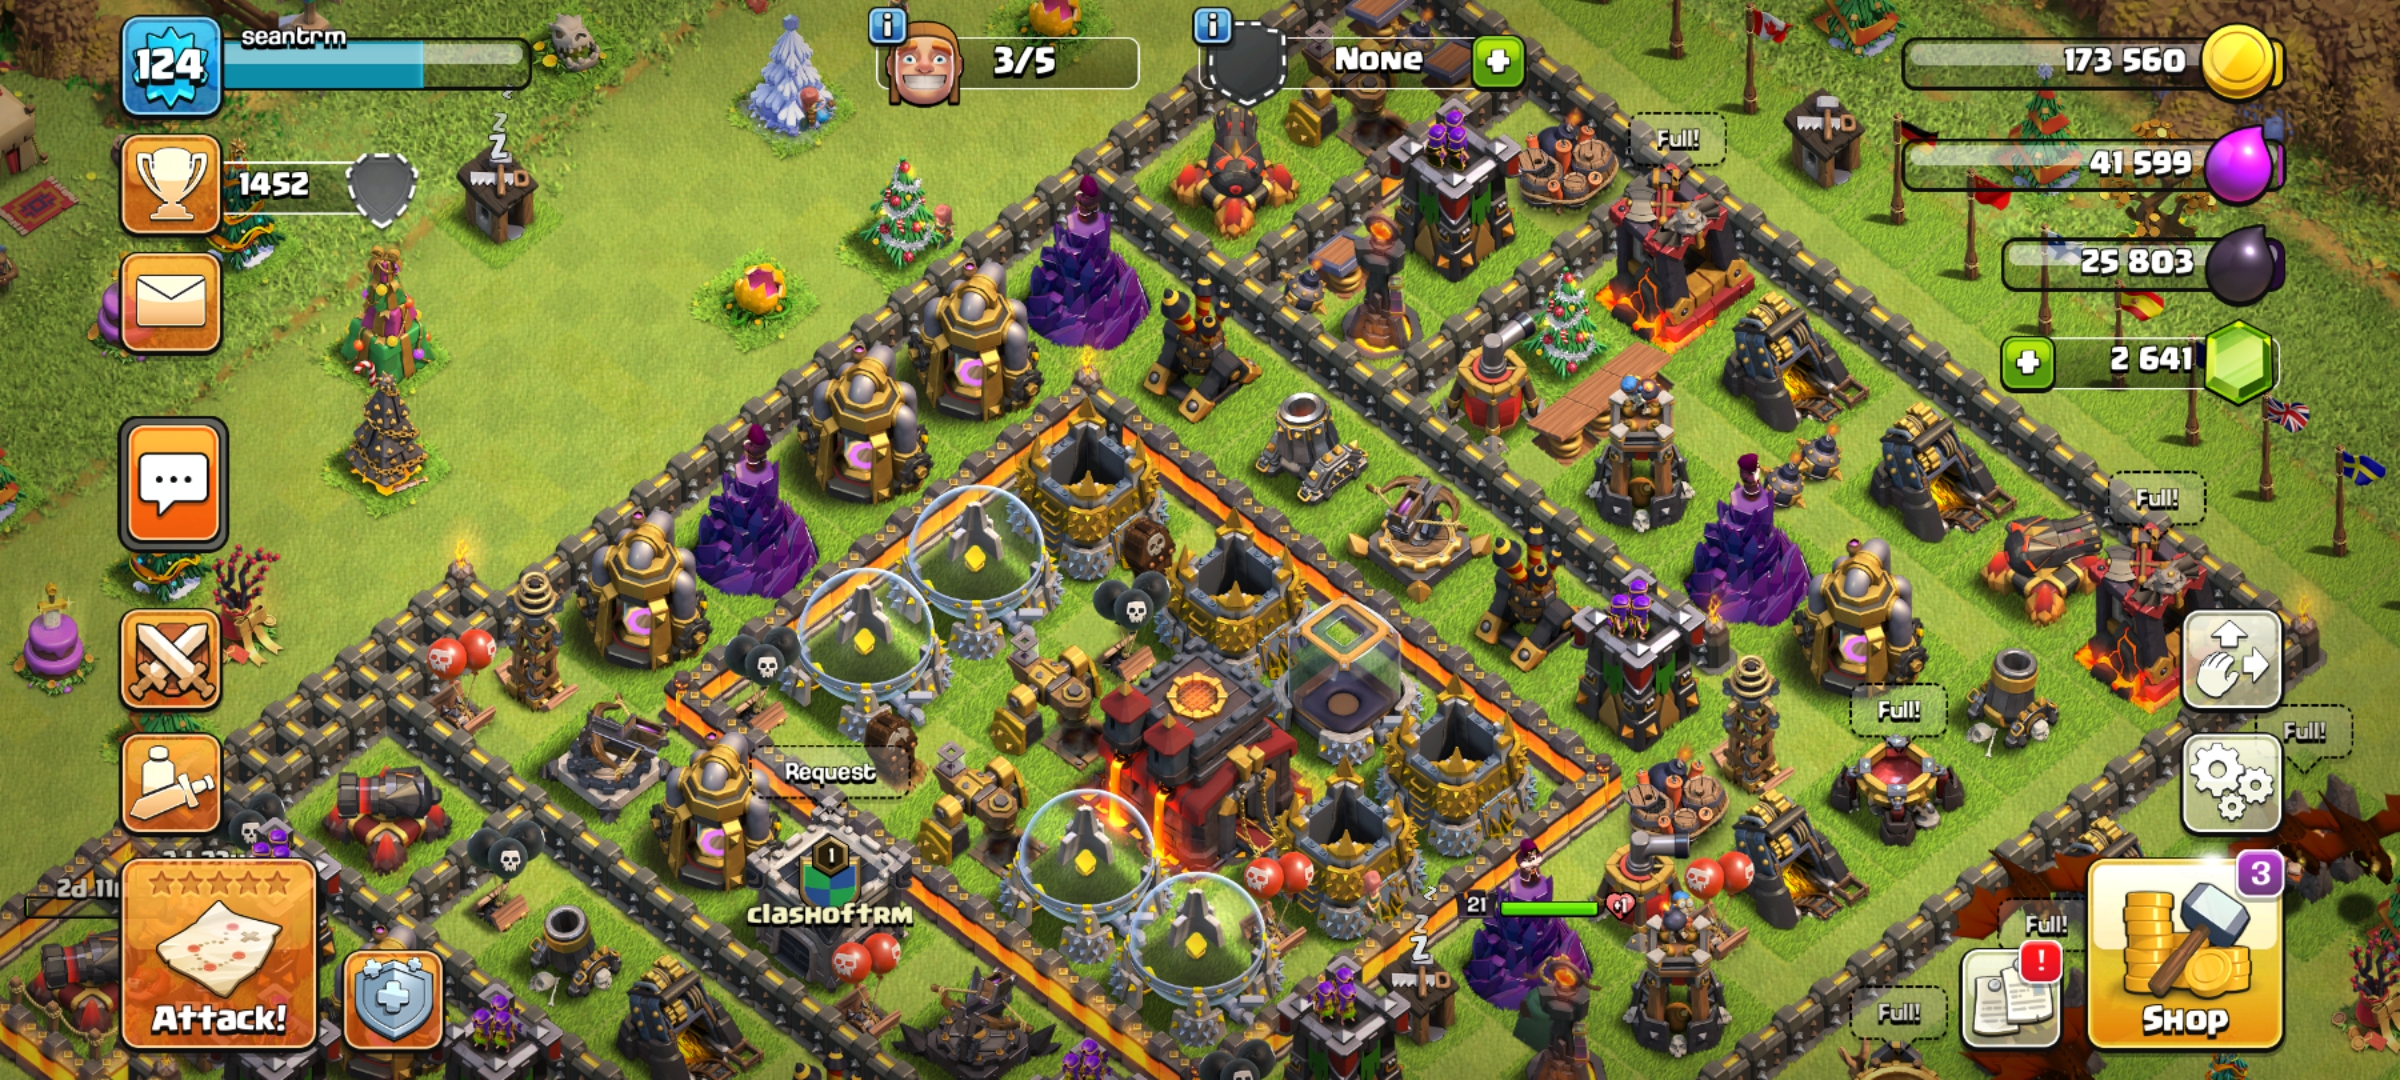 124
seantrm
3/5
None
173 560
1452
41 599
25 803
2 641
Full!
Full!
Full!
Full!
Request
1
clashoftrm
21
+1
3
2d 11
Full!
Full!
Attack!
Shop